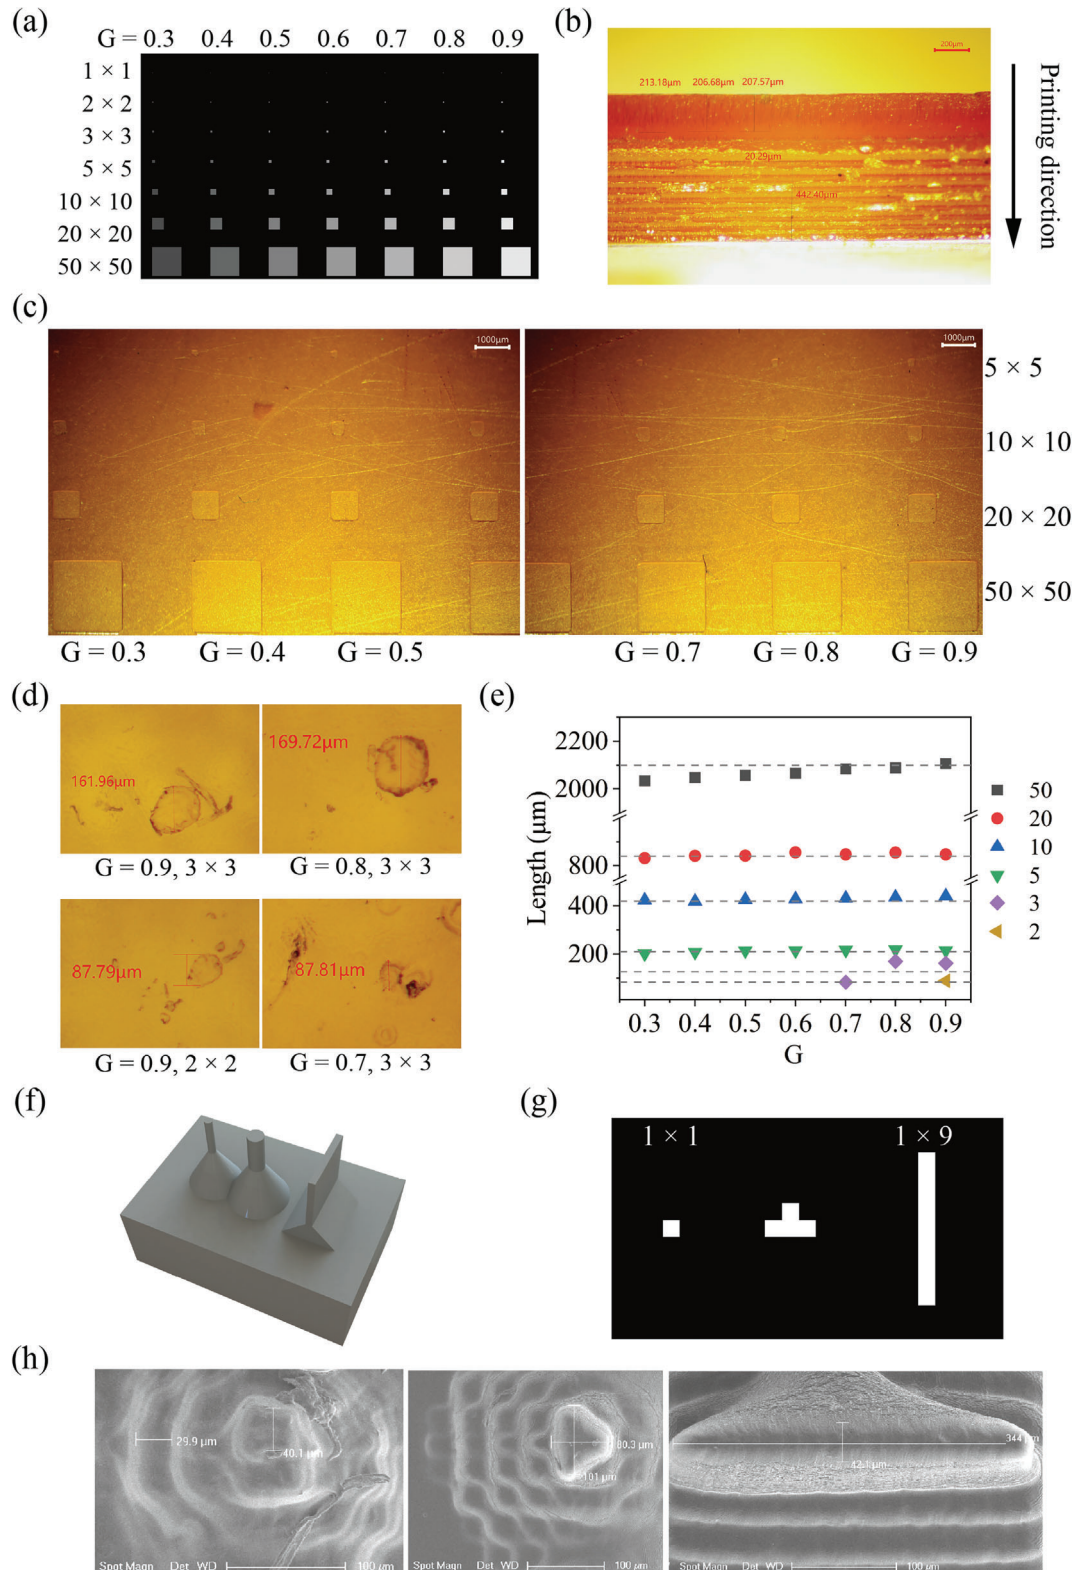 (a)
G = 0.3 0.4 0.5 0.6 0.7 0.8 0.9
1 × 1
2 × 2
3 × 3
5 × 5
10 × 10
20 × 20
50 × 50
(b)
200μm
213.18μm 206.68μm 207.57μm
20.29μm
442.40μm
Printing direction
(c)
1000μm
1000μm
5 × 5
10 × 10
20 × 20
50 × 50
G = 0.3 G = 0.4 G = 0.5 G = 0.7 G = 0.8 G = 0.9
(d)
161.96μm
169.72μm
G = 0.9, 3 × 3 G = 0.8, 3 × 3
87.79μm
87.81μm
G = 0.9, 2 × 2 G = 0.7, 3 × 3
(e)
Length (μm)
2200
2000
800
400
200
0.3 0.4 0.5 0.6 0.7 0.8 0.9
G
50
20
10
5
3
2
(f)
(g)
1 × 1
1 × 9
(h)
29.9 μm
40.1 μm
Spot Magn Det WD 100 μm
80.3 μm
101 μm
Spot Magn Det WD 100 μm
344 μm
42.1 μm
Spot Magn Det WD 100 μm